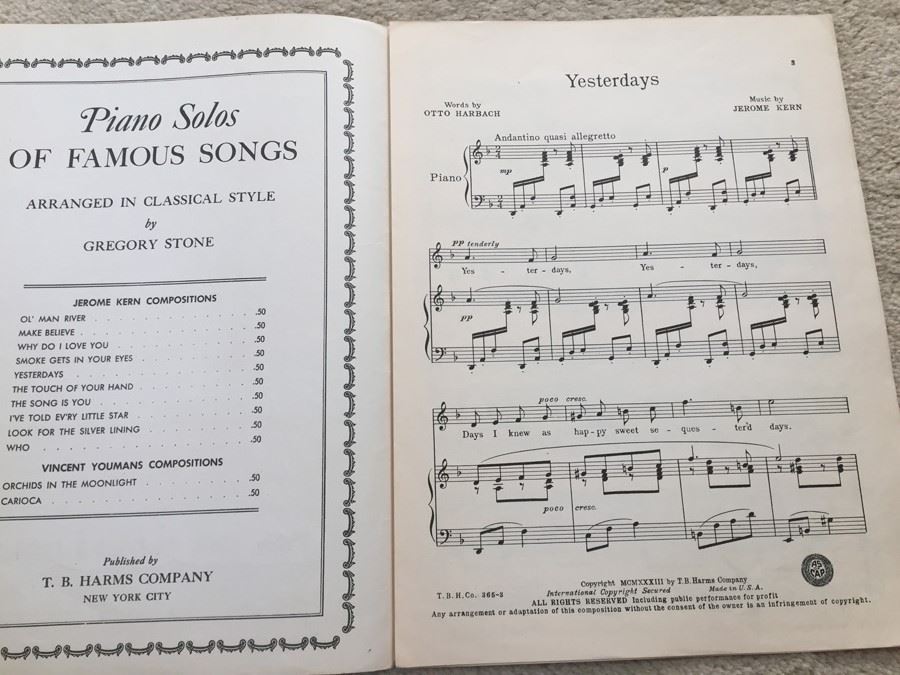 Piano Solos
OF FAMOUS SONGS
ARRANGED IN CLASSICAL STYLE
by
GREGORY STONE
JEROME KERN COMPOSITIONS
OL' MAN RIVER . . . . . . . . . . . . .50
MAKE BELIEVE . . . . . . . . . . . . .50
WHY DO I LOVE YOU . . . . . . . . . . .50
SMOKE GETS IN YOUR EYES . . . . . . . . .50
YESTERDAYS . . . . . . . . . . . . . .50
THE TOUCH OF YOUR HAND . . . . . . . . .50
THE SONG IS YOU . . . . . . . . . . . .50
I'VE TOLD EV'RY LITTLE STAR . . . . . . . .50
LOOK FOR THE SILVER LINING . . . . . . . .50
WHO . . . . . . . . . . . . . . . .50
VINCENT YOUMANS COMPOSITIONS
ORCHIDS IN THE MOONLIGHT . . . . . . . .50
CARIOCA . . . . . . . . . . . . . . .50
Published by
T. B. HARMS COMPANY
NEW YORK CITY
3
Yesterdays
Words by
OTTO HARBACH
Music by
JEROME KERN
Andantino quasi allegretto
Piano
mp
p
pp tenderly
Yes - ter - days, Yes - ter - days,
pp
poco cresc.
Days I knew as hap-py sweet se - ques - ter'd days.
poco cresc.
AS
CAP
Copyright MCMXXXIII by T. B. Harms Company
T. B. H. Co. 365-3 International Copyright Secured Made in U. S. A.
ALL RIGHTS RESERVED Including public performance for profit
Any arrangement or adaptation of this composition without the consent of the owner is an infringement of copyright.